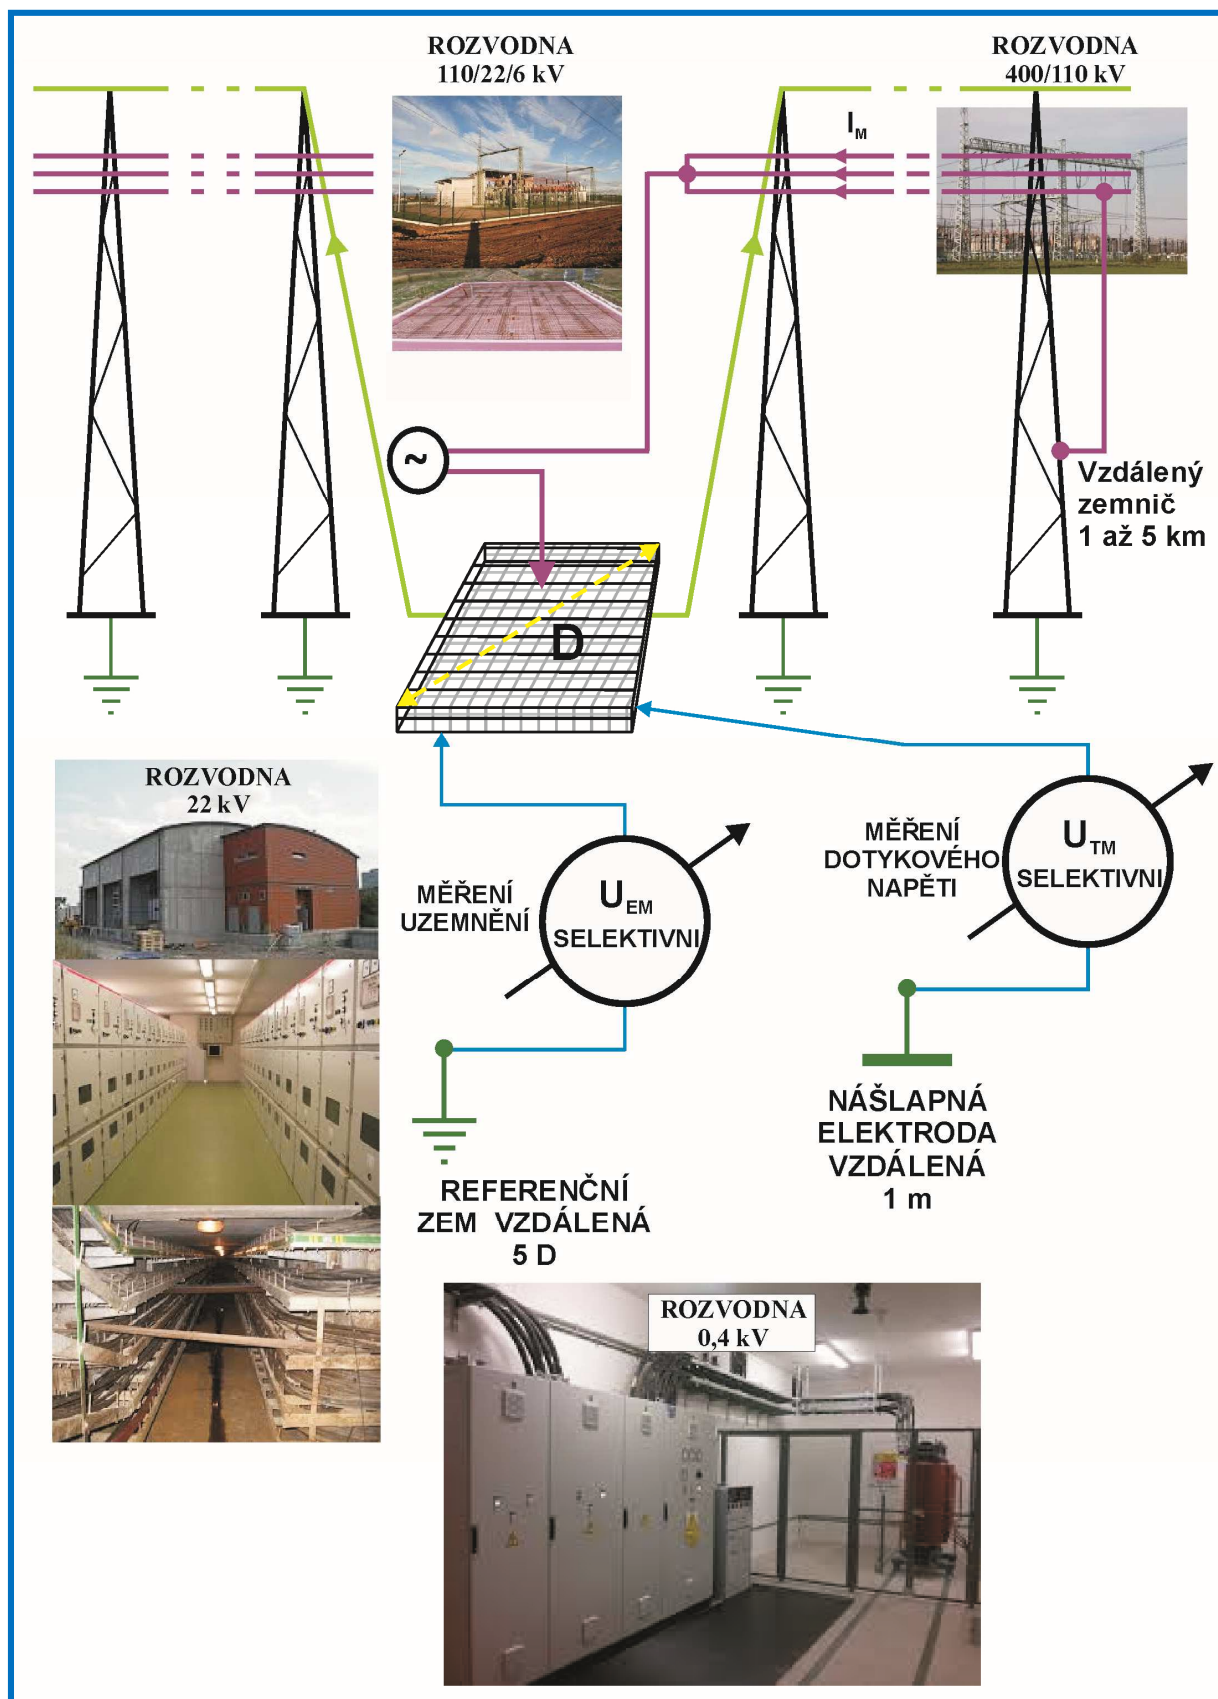 ROZVODNA
110/22/6 kV
ROZVODNA
400/110 kV
I_M
~
Vzdálený
zemnič
1 až 5 km
D
ROZVODNA
22 kV
MĚŘENÍ
UZEMNĚNÍ
U_EM
SELEKTIVNI
MĚŘENÍ
DOTYKOVÉHO
NAPĚTI
U_TM
SELEKTIVNI
REFERENČNÍ
ZEM VZDÁLENÁ
5 D
NÁŠLAPNÁ
ELEKTRODA
VZDÁLENÁ
1 m
ROZVODNA
0,4 kV